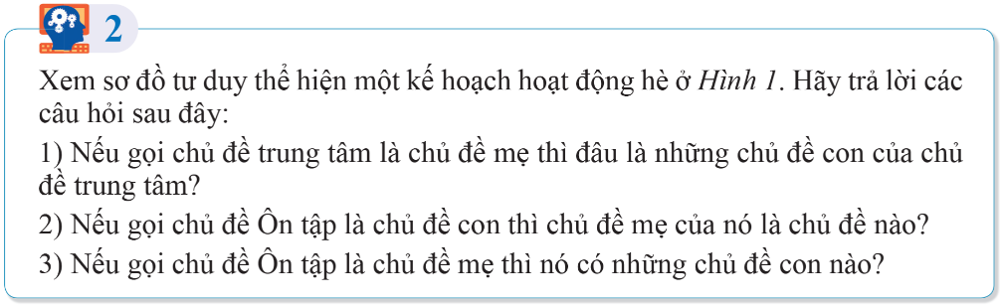 2
Xem sơ đồ tư duy thể hiện một kế hoạch hoạt động hè ở Hình 1. Hãy trả lời các
câu hỏi sau đây:
1) Nếu gọi chủ đề trung tâm là chủ đề mẹ thì đâu là những chủ đề con của chủ
đề trung tâm?
2) Nếu gọi chủ đề Ôn tập là chủ đề con thì chủ đề mẹ của nó là chủ đề nào?
3) Nếu gọi chủ đề Ôn tập là chủ đề mẹ thì nó có những chủ đề con nào?